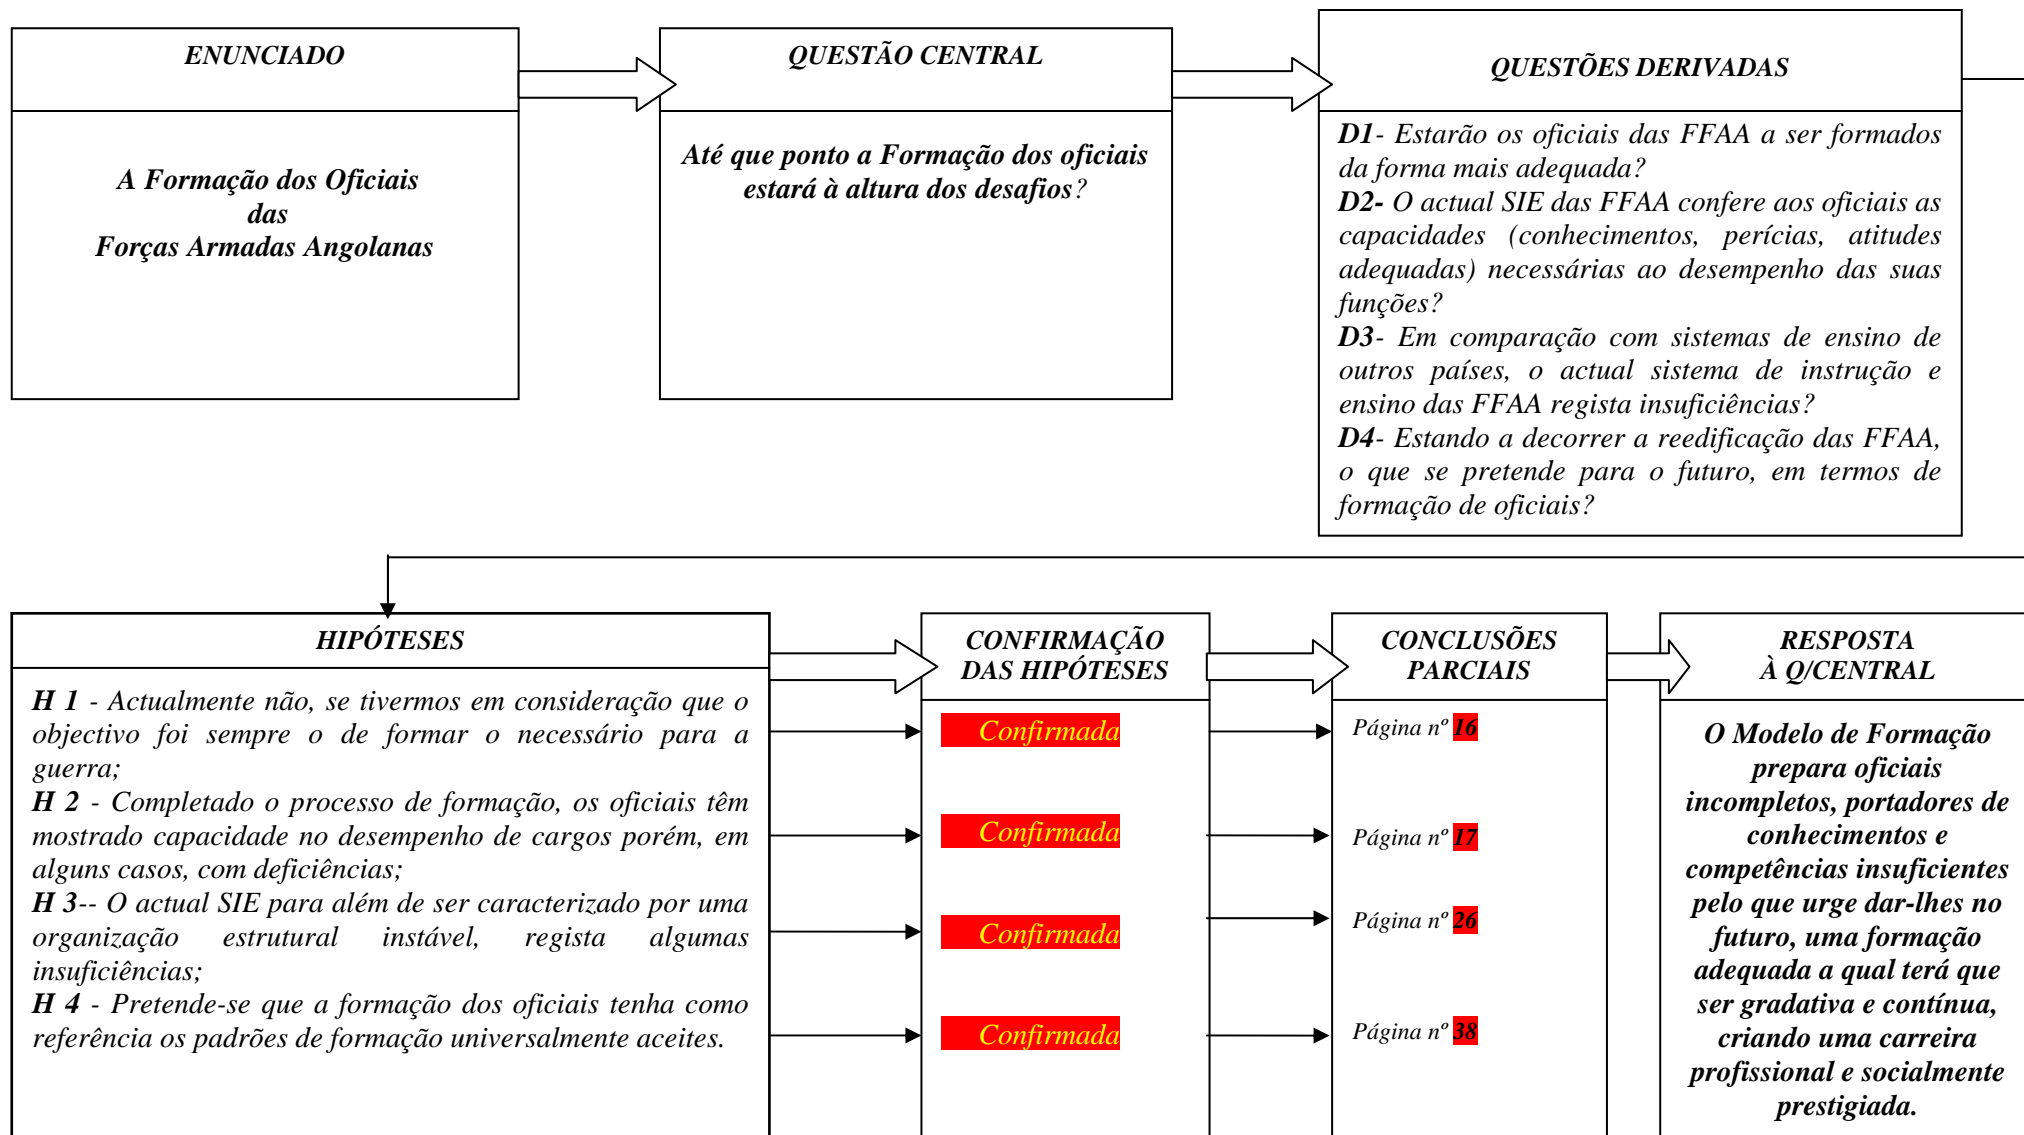 ENUNCIADO
A Formação dos Oficiais
das
Forças Armadas Angolanas
QUESTÃO CENTRAL
Até que ponto a Formação dos oficiais
estará à altura dos desafios?
QUESTÕES DERIVADAS
D1- Estarão os oficiais das FFAA a ser formados
da forma mais adequada?
D2- O actual SIE das FFAA confere aos oficiais as
capacidades (conhecimentos, perícias, atitudes
adequadas) necessárias ao desempenho das suas
funções?
D3- Em comparação com sistemas de ensino de
outros países, o actual sistema de instrução e
ensino das FFAA regista insuficiências?
D4- Estando a decorrer a reedificação das FFAA,
o que se pretende para o futuro, em termos de
formação de oficiais?
HIPÓTESES
H 1 - Actualmente não, se tivermos em consideração que o
objectivo foi sempre o de formar o necessário para a
guerra;
H 2 - Completado o processo de formação, os oficiais têm
mostrado capacidade no desempenho de cargos porém, em
alguns casos, com deficiências;
H 3-- O actual SIE para além de ser caracterizado por uma
organização estrutural instável, regista algumas
insuficiências;
H 4 - Pretende-se que a formação dos oficiais tenha como
referência os padrões de formação universalmente aceites.
CONFIRMAÇÃO
DAS HIPÓTESES
Confirmada
Confirmada
Confirmada
Confirmada
CONCLUSÕES
PARCIAIS
Página nº 16
Página nº 17
Página nº 26
Página nº 38
RESPOSTA
À Q/CENTRAL
O Modelo de Formação
prepara oficiais
incompletos, portadores de
conhecimentos e
competências insuficientes
pelo que urge dar-lhes no
futuro, uma formação
adequada a qual terá que
ser gradativa e contínua,
criando uma carreira
profissional e socialmente
prestigiada.